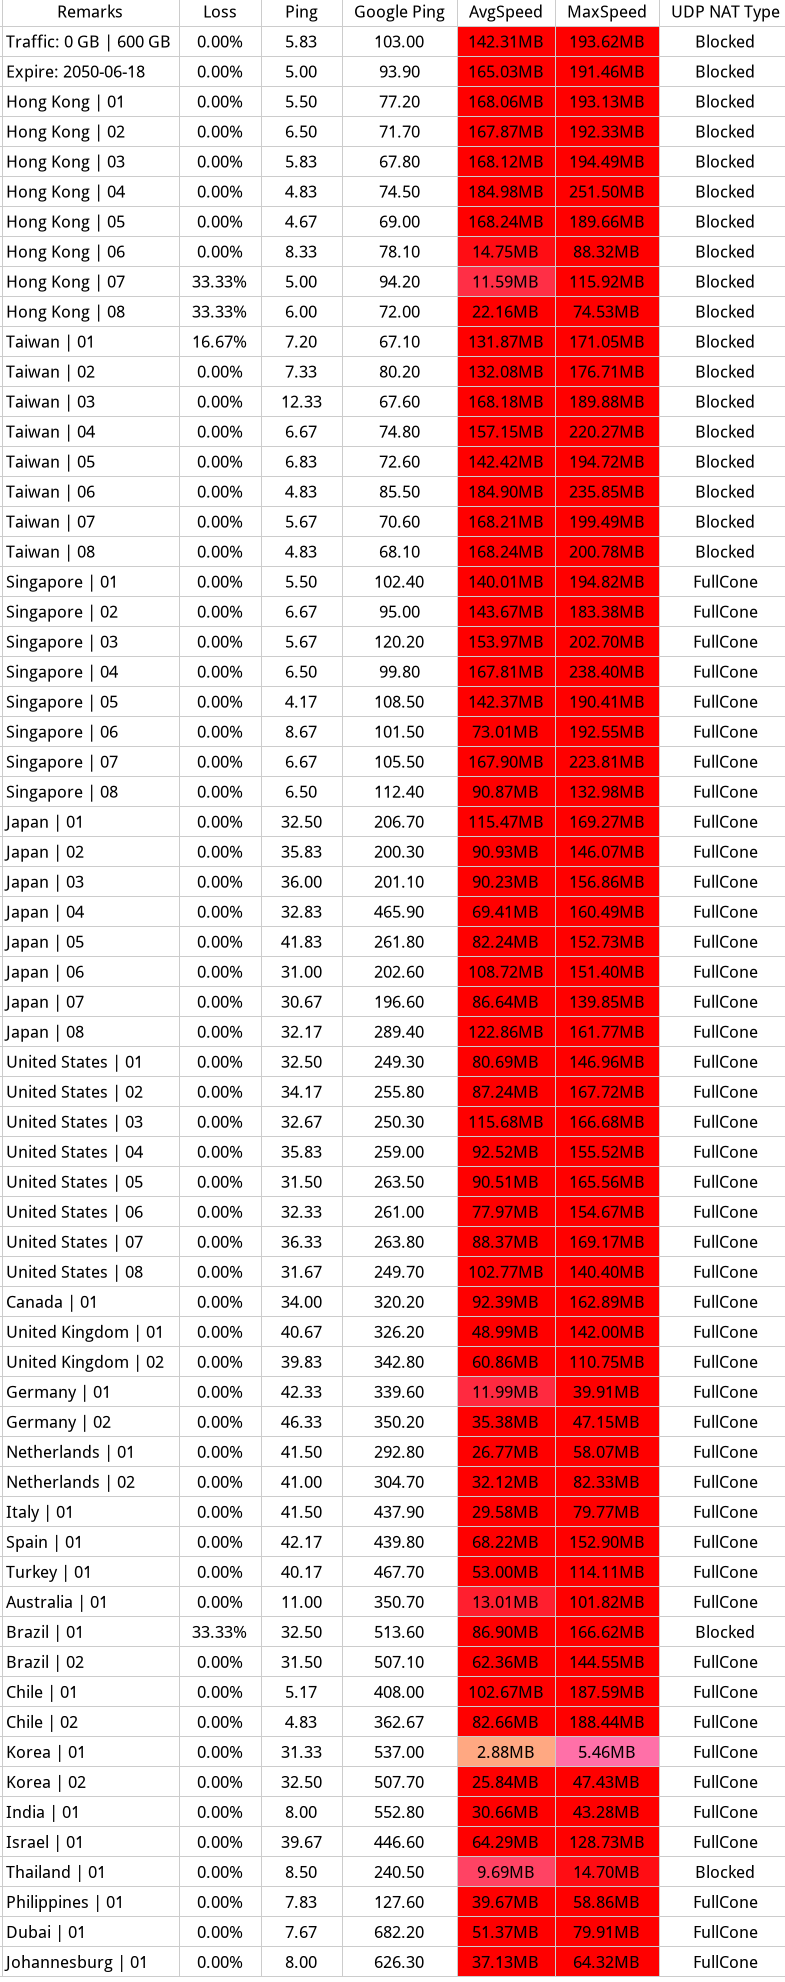 Remarks Loss Ping Google Ping AvgSpeed MaxSpeed UDP NAT Type
Traffic: 0 GB | 600 GB 0.00% 5.83 103.00 142.31MB 193.62MB Blocked
Expire: 2050-06-18 0.00% 5.00 93.90 165.03MB 191.46MB Blocked
Hong Kong | 01 0.00% 5.50 77.20 168.06MB 193.13MB Blocked
Hong Kong | 02 0.00% 6.50 71.70 167.87MB 192.33MB Blocked
Hong Kong | 03 0.00% 5.83 67.80 168.12MB 194.49MB Blocked
Hong Kong | 04 0.00% 4.83 74.50 184.98MB 251.50MB Blocked
Hong Kong | 05 0.00% 4.67 69.00 168.24MB 189.66MB Blocked
Hong Kong | 06 0.00% 8.33 78.10 14.75MB 88.32MB Blocked
Hong Kong | 07 33.33% 5.00 94.20 11.59MB 115.92MB Blocked
Hong Kong | 08 33.33% 6.00 72.00 22.16MB 74.53MB Blocked
Taiwan | 01 16.67% 7.20 67.10 131.87MB 171.05MB Blocked
Taiwan | 02 0.00% 7.33 80.20 132.08MB 176.71MB Blocked
Taiwan | 03 0.00% 12.33 67.60 168.18MB 189.88MB Blocked
Taiwan | 04 0.00% 6.67 74.80 157.15MB 220.27MB Blocked
Taiwan | 05 0.00% 6.83 72.60 142.42MB 194.72MB Blocked
Taiwan | 06 0.00% 4.83 85.50 184.90MB 235.85MB Blocked
Taiwan | 07 0.00% 5.67 70.60 168.21MB 199.49MB Blocked
Taiwan | 08 0.00% 4.83 68.10 168.24MB 200.78MB Blocked
Singapore | 01 0.00% 5.50 102.40 140.01MB 194.82MB FullCone
Singapore | 02 0.00% 6.67 95.00 143.67MB 183.38MB FullCone
Singapore | 03 0.00% 5.67 120.20 153.97MB 202.70MB FullCone
Singapore | 04 0.00% 6.50 99.80 167.81MB 238.40MB FullCone
Singapore | 05 0.00% 4.17 108.50 142.37MB 190.41MB FullCone
Singapore | 06 0.00% 8.67 101.50 73.01MB 192.55MB FullCone
Singapore | 07 0.00% 6.67 105.50 167.90MB 223.81MB FullCone
Singapore | 08 0.00% 6.50 112.40 90.87MB 132.98MB FullCone
Japan | 01 0.00% 32.50 206.70 115.47MB 169.27MB FullCone
Japan | 02 0.00% 35.83 200.30 90.93MB 146.07MB FullCone
Japan | 03 0.00% 36.00 201.10 90.23MB 156.86MB FullCone
Japan | 04 0.00% 32.83 465.90 69.41MB 160.49MB FullCone
Japan | 05 0.00% 41.83 261.80 82.24MB 152.73MB FullCone
Japan | 06 0.00% 31.00 202.60 108.72MB 151.40MB FullCone
Japan | 07 0.00% 30.67 196.60 86.64MB 139.85MB FullCone
Japan | 08 0.00% 32.17 289.40 122.86MB 161.77MB FullCone
United States | 01 0.00% 32.50 249.30 80.69MB 146.96MB FullCone
United States | 02 0.00% 34.17 255.80 87.24MB 167.72MB FullCone
United States | 03 0.00% 32.67 250.30 115.68MB 166.68MB FullCone
United States | 04 0.00% 35.83 259.00 92.52MB 155.52MB FullCone
United States | 05 0.00% 31.50 263.50 90.51MB 165.56MB FullCone
United States | 06 0.00% 32.33 261.00 77.97MB 154.67MB FullCone
United States | 07 0.00% 36.33 263.80 88.37MB 169.17MB FullCone
United States | 08 0.00% 31.67 249.70 102.77MB 140.40MB FullCone
Canada | 01 0.00% 34.00 320.20 92.39MB 162.89MB FullCone
United Kingdom | 01 0.00% 40.67 326.20 48.99MB 142.00MB FullCone
United Kingdom | 02 0.00% 39.83 342.80 60.86MB 110.75MB FullCone
Germany | 01 0.00% 42.33 339.60 11.99MB 39.91MB FullCone
Germany | 02 0.00% 46.33 350.20 35.38MB 47.15MB FullCone
Netherlands | 01 0.00% 41.50 292.80 26.77MB 58.07MB FullCone
Netherlands | 02 0.00% 41.00 304.70 32.12MB 82.33MB FullCone
Italy | 01 0.00% 41.50 437.90 29.58MB 79.77MB FullCone
Spain | 01 0.00% 42.17 439.80 68.22MB 152.90MB FullCone
Turkey | 01 0.00% 40.17 467.70 53.00MB 114.11MB FullCone
Australia | 01 0.00% 11.00 350.70 13.01MB 101.82MB FullCone
Brazil | 01 33.33% 32.50 513.60 86.90MB 166.62MB Blocked
Brazil | 02 0.00% 31.50 507.10 62.36MB 144.55MB FullCone
Chile | 01 0.00% 5.17 408.00 102.67MB 187.59MB FullCone
Chile | 02 0.00% 4.83 362.67 82.66MB 188.44MB FullCone
Korea | 01 0.00% 31.33 537.00 2.88MB 5.46MB FullCone
Korea | 02 0.00% 32.50 507.70 25.84MB 47.43MB FullCone
India | 01 0.00% 8.00 552.80 30.66MB 43.28MB FullCone
Israel | 01 0.00% 39.67 446.60 64.29MB 128.73MB FullCone
Thailand | 01 0.00% 8.50 240.50 9.69MB 14.70MB Blocked
Philippines | 01 0.00% 7.83 127.60 39.67MB 58.86MB FullCone
Dubai | 01 0.00% 7.67 682.20 51.37MB 79.91MB FullCone
Johannesburg | 01 0.00% 8.00 626.30 37.13MB 64.32MB FullCone